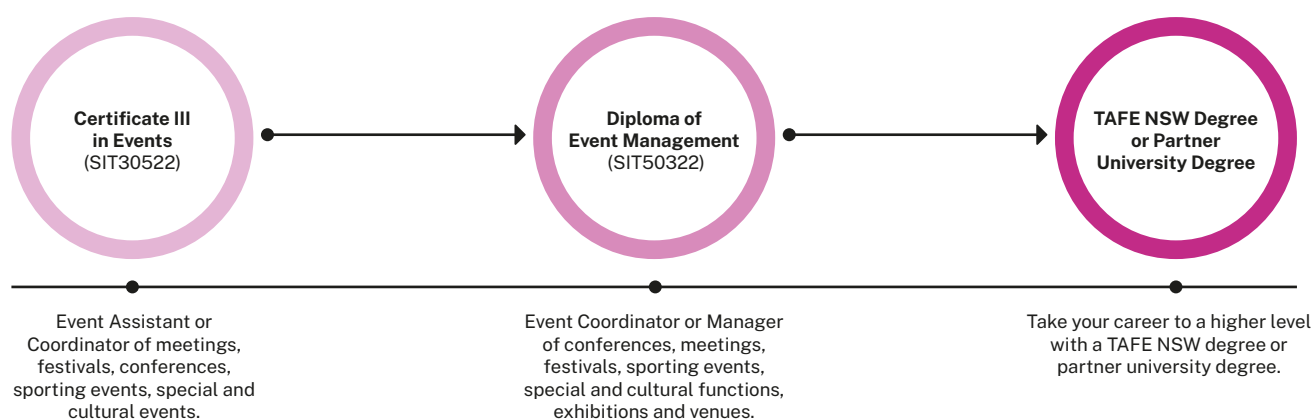 Certificate III
in Events
(SIT30522)
Diploma of
Event Management
(SIT50322)
TAFE NSW Degree
or Partner
University Degree
Event Assistant or
Coordinator of meetings,
festivals, conferences,
sporting events, special and
cultural events.
Event Coordinator or Manager
of conferences, meetings,
festivals, sporting events,
special and cultural functions,
exhibitions and venues.
Take your career to a higher level
with a TAFE NSW degree or
partner university degree.